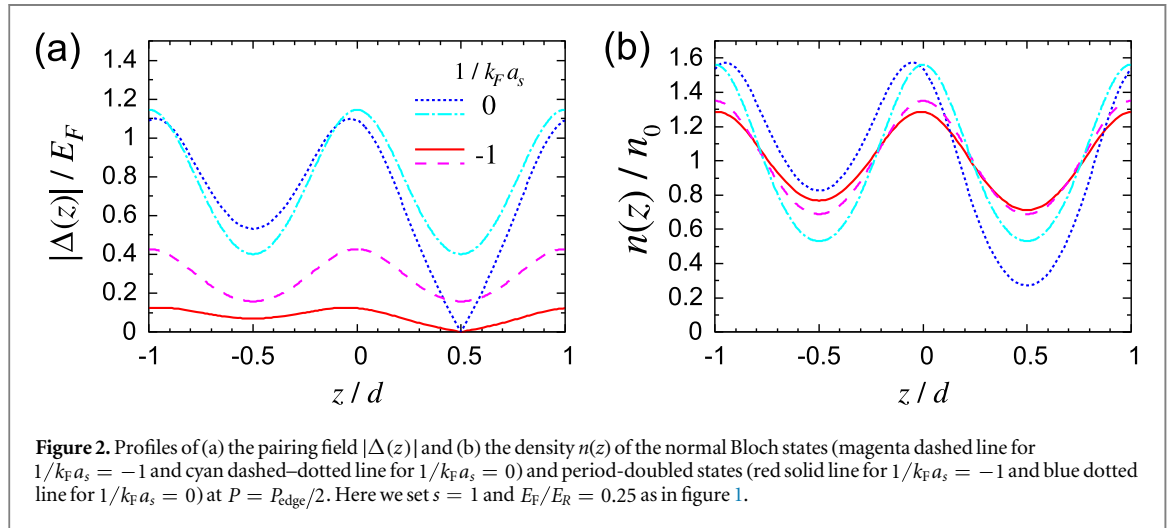 (a)
|Δ(z)| / E_F
1.4
1.2
1
0.8
0.6
0.4
0.2
0
-1
-0.5
0
0.5
1
z / d
1 / k_F a_s
0
-1
(b)
n(z) / n_0
1.6
1.4
1.2
1.0
0.8
0.6
0.4
0.2
0
-1
-0.5
0
0.5
1
z / d
Figure 2. Profiles of (a) the pairing field |Δ(z)| and (b) the density n(z) of the normal Bloch states (magenta dashed line for
1/k_F a_s = −1 and cyan dashed–dotted line for 1/k_F a_s = 0) and period-doubled states (red solid line for 1/k_F a_s = −1 and blue dotted
line for 1/k_F a_s = 0) at P = P_edge/2. Here we set s = 1 and E_F/E_R = 0.25 as in figure 1.